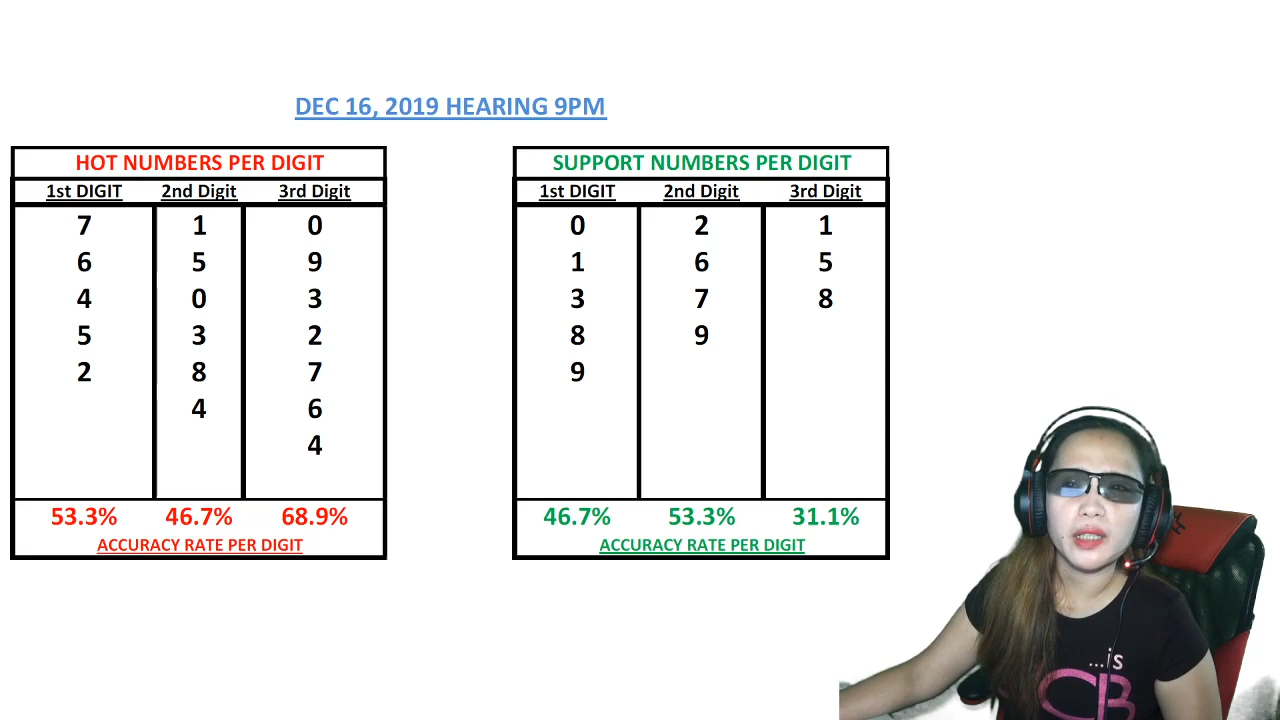 DEC 16, 2019 HEARING 9PM
HOT NUMBERS PER DIGIT
1st DIGIT 2nd Digit 3rd Digit
7 1 0
6 5 9
4 0 3
5 3 2
2 8 7
4 6
4
53.3% 46.7% 68.9%
ACCURACY RATE PER DIGIT
SUPPORT NUMBERS PER DIGIT
1st DIGIT 2nd Digit 3rd Digit
0 2 1
1 6 5
3 7 8
8 9
9
46.7% 53.3% 31.1%
ACCURACY RATE PER DIGIT
...is
CB